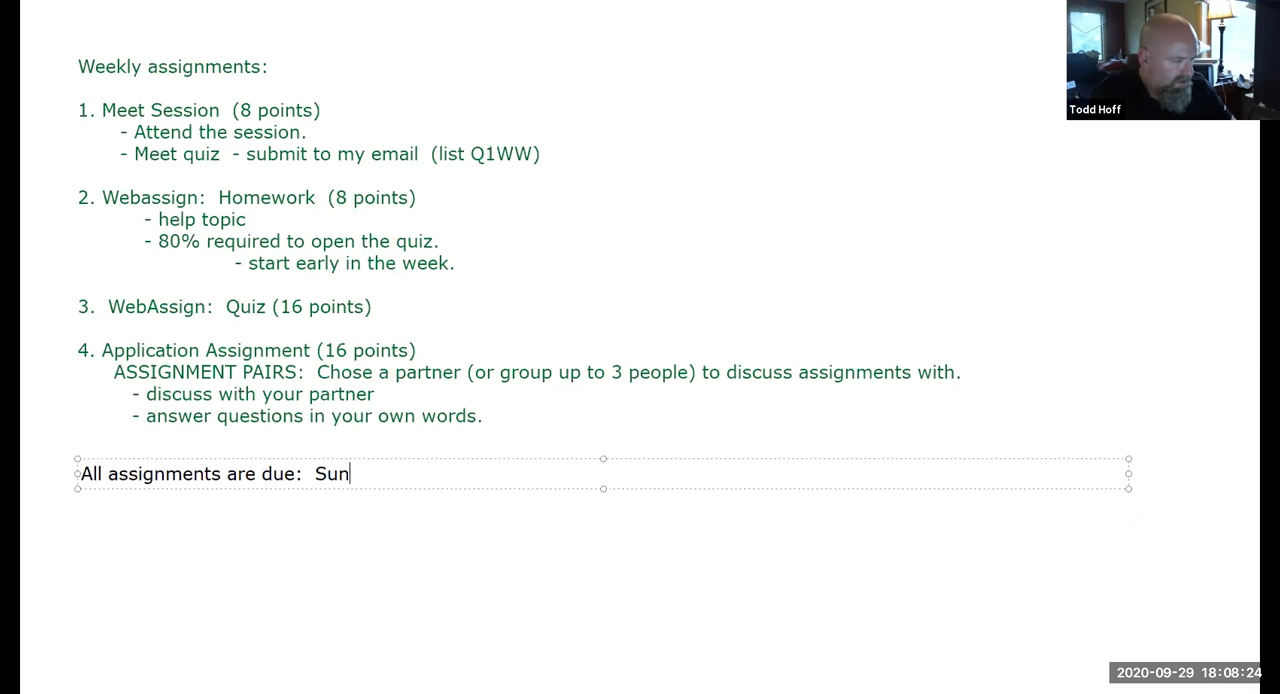 Weekly assignments:
1. Meet Session (8 points)
- Attend the session.
- Meet quiz - submit to my email (list Q1WW)
2. Webassign: Homework (8 points)
- help topic
- 80% required to open the quiz.
- start early in the week.
3. WebAssign: Quiz (16 points)
4. Application Assignment (16 points)
ASSIGNMENT PAIRS: Chose a partner (or group up to 3 people) to discuss assignments with.
- discuss with your partner
- answer questions in your own words.
All assignments are due: Sun
Todd Hoff
2020-09-29 18:08:24